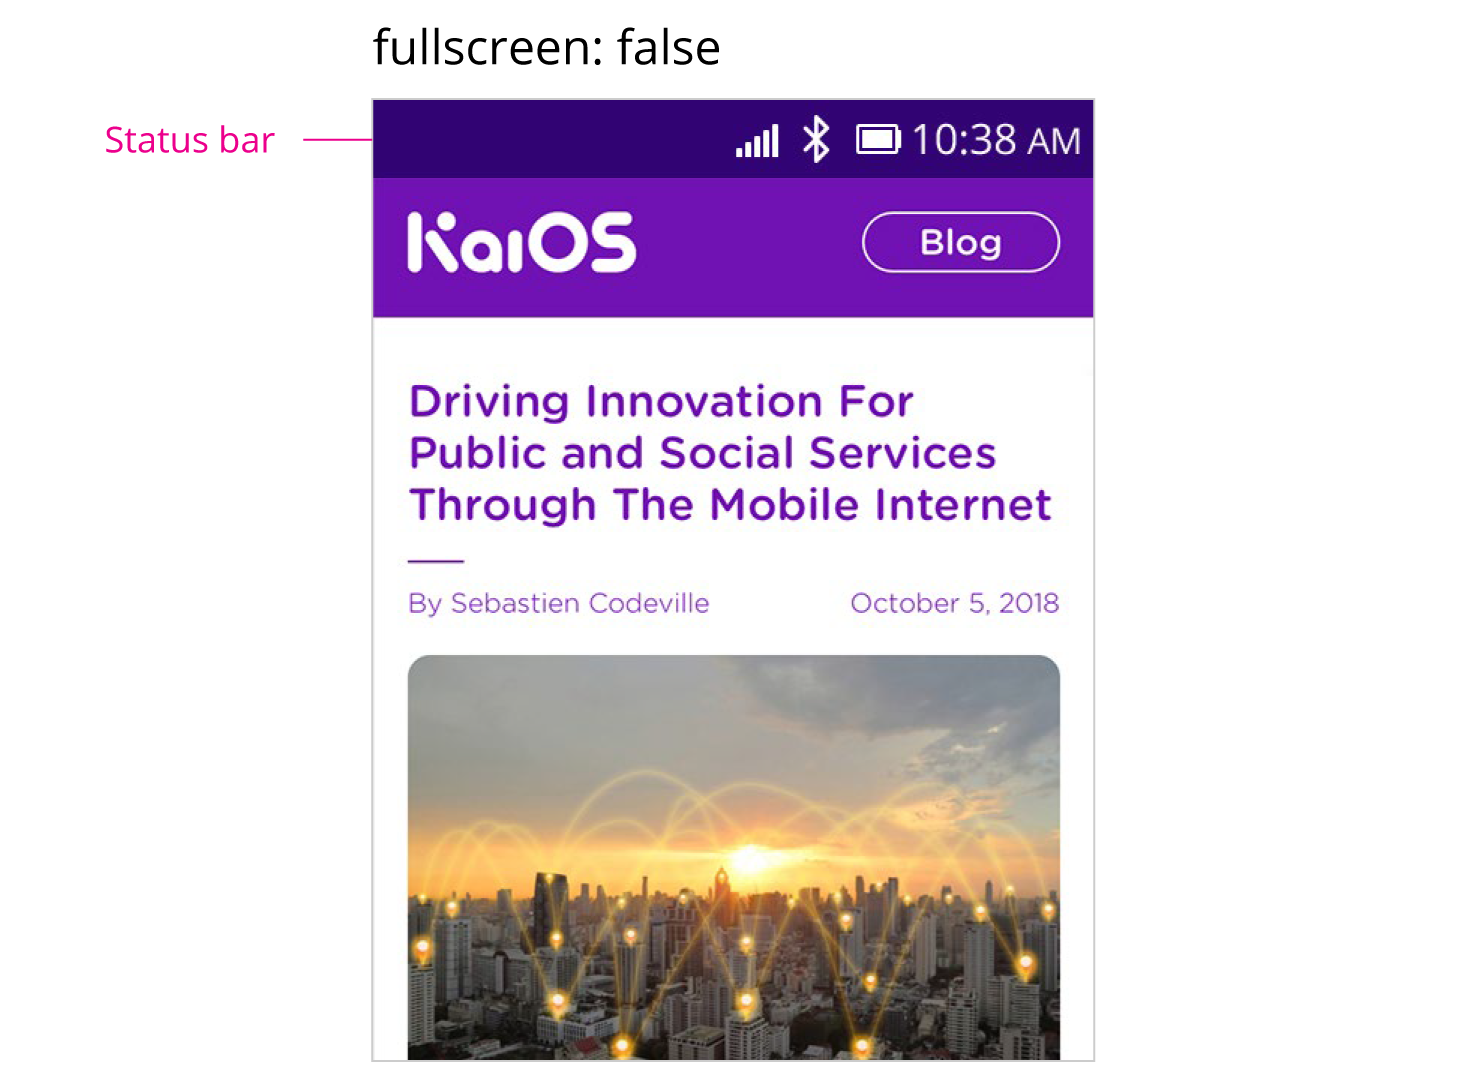 fullscreen: false
Status bar
10:38 AM
KaiOS
Blog
Driving Innovation For
Public and Social Services
Through The Mobile Internet
By Sebastien Codeville
October 5, 2018